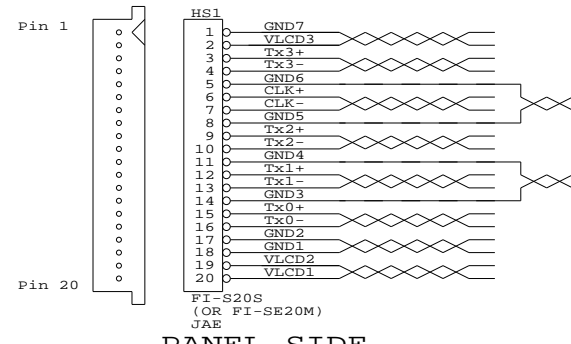 HS1
Pin 1
1 GND7
2 VLCD3
3 Tx3+
4 Tx3-
5 GND6
6 CLK+
7 CLK-
8 GND5
9 Tx2+
10 Tx2-
11 GND4
12 Tx1+
13 Tx1-
14 GND3
15 Tx0+
16 Tx0-
17 GND2
18 GND1
19 VLCD2
20 VLCD1
Pin 20
FI-S20S
(OR FI-SE20M)
JAE
PANEL SIDE